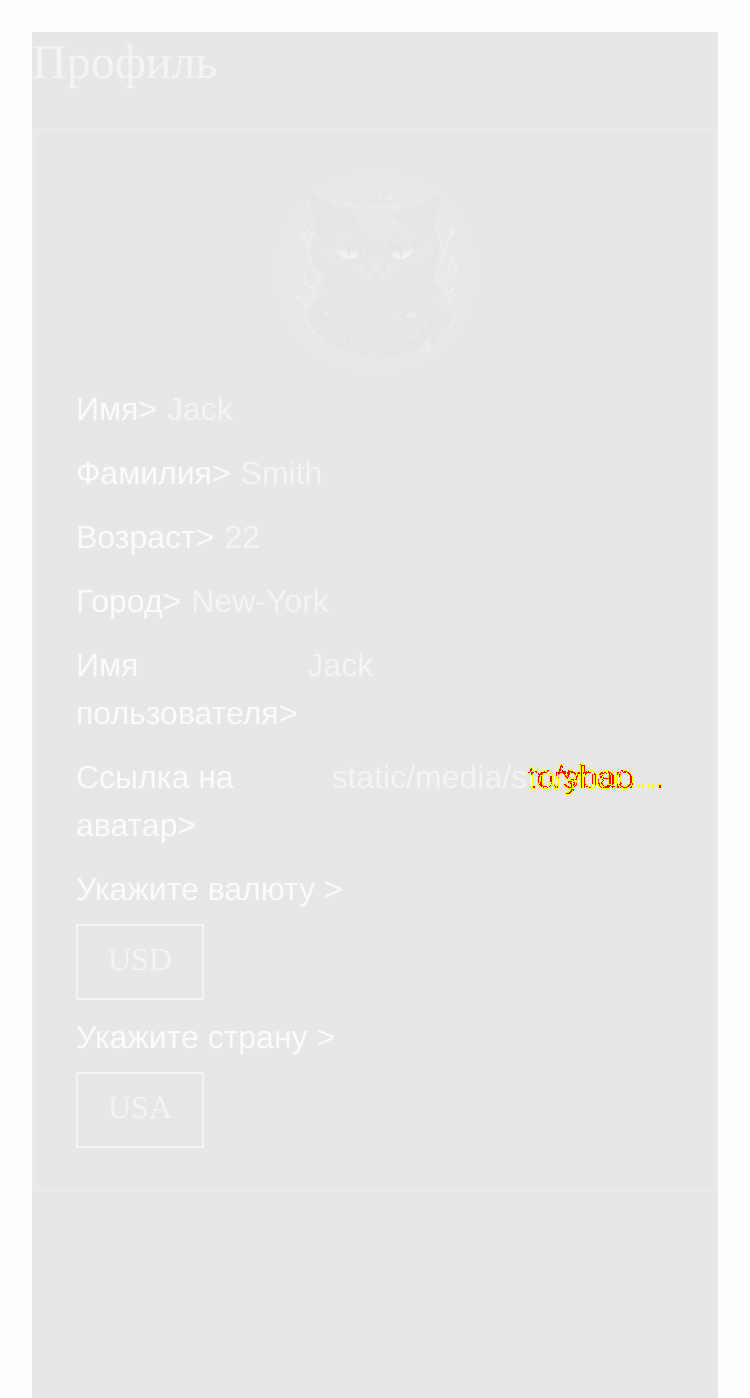 Профиль
Имя> Jack
Фамилия> Smith
Возраст> 22
Город> New-York
Имя Jack
пользователя>
Ссылка на static/media/s
аватар>
Укажите валюту >
USD
Укажите страну >
USA